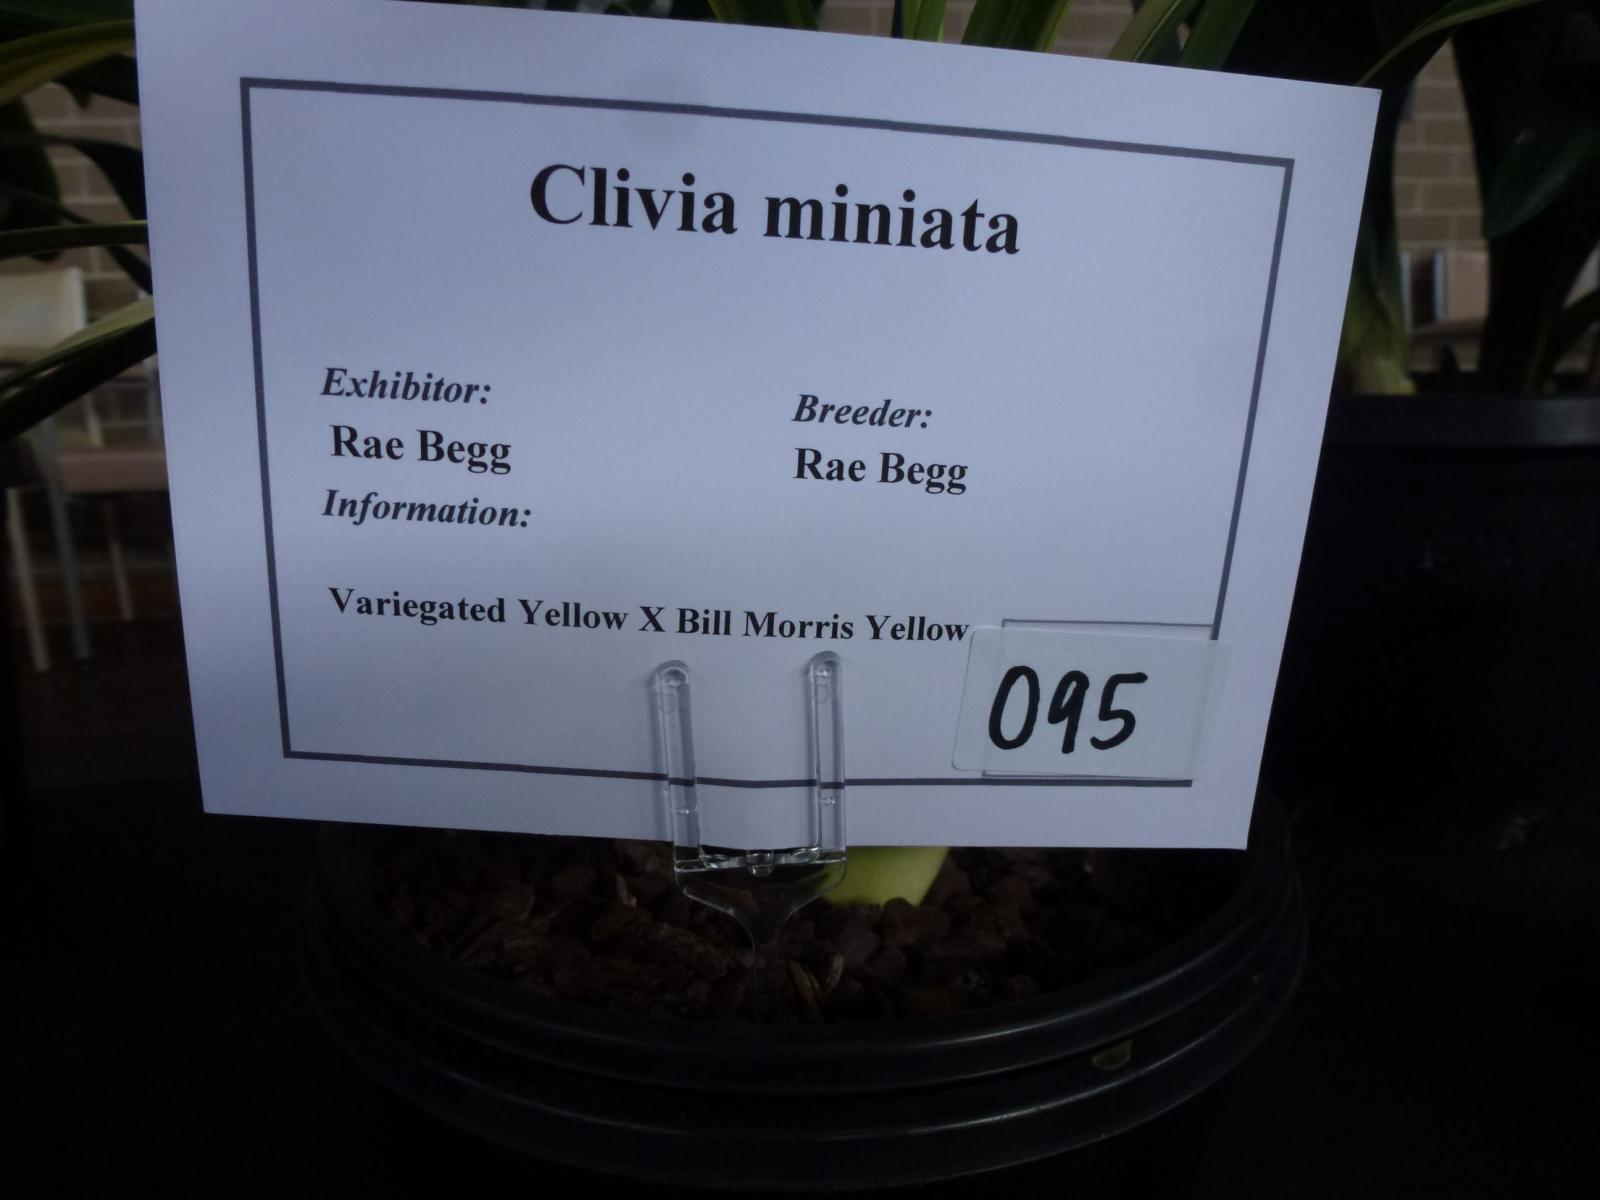 Clivia miniata
Exhibitor:
Rae Begg
Breeder:
Rae Begg
Information:
Variegated Yellow X Bill Morris Yellow
095